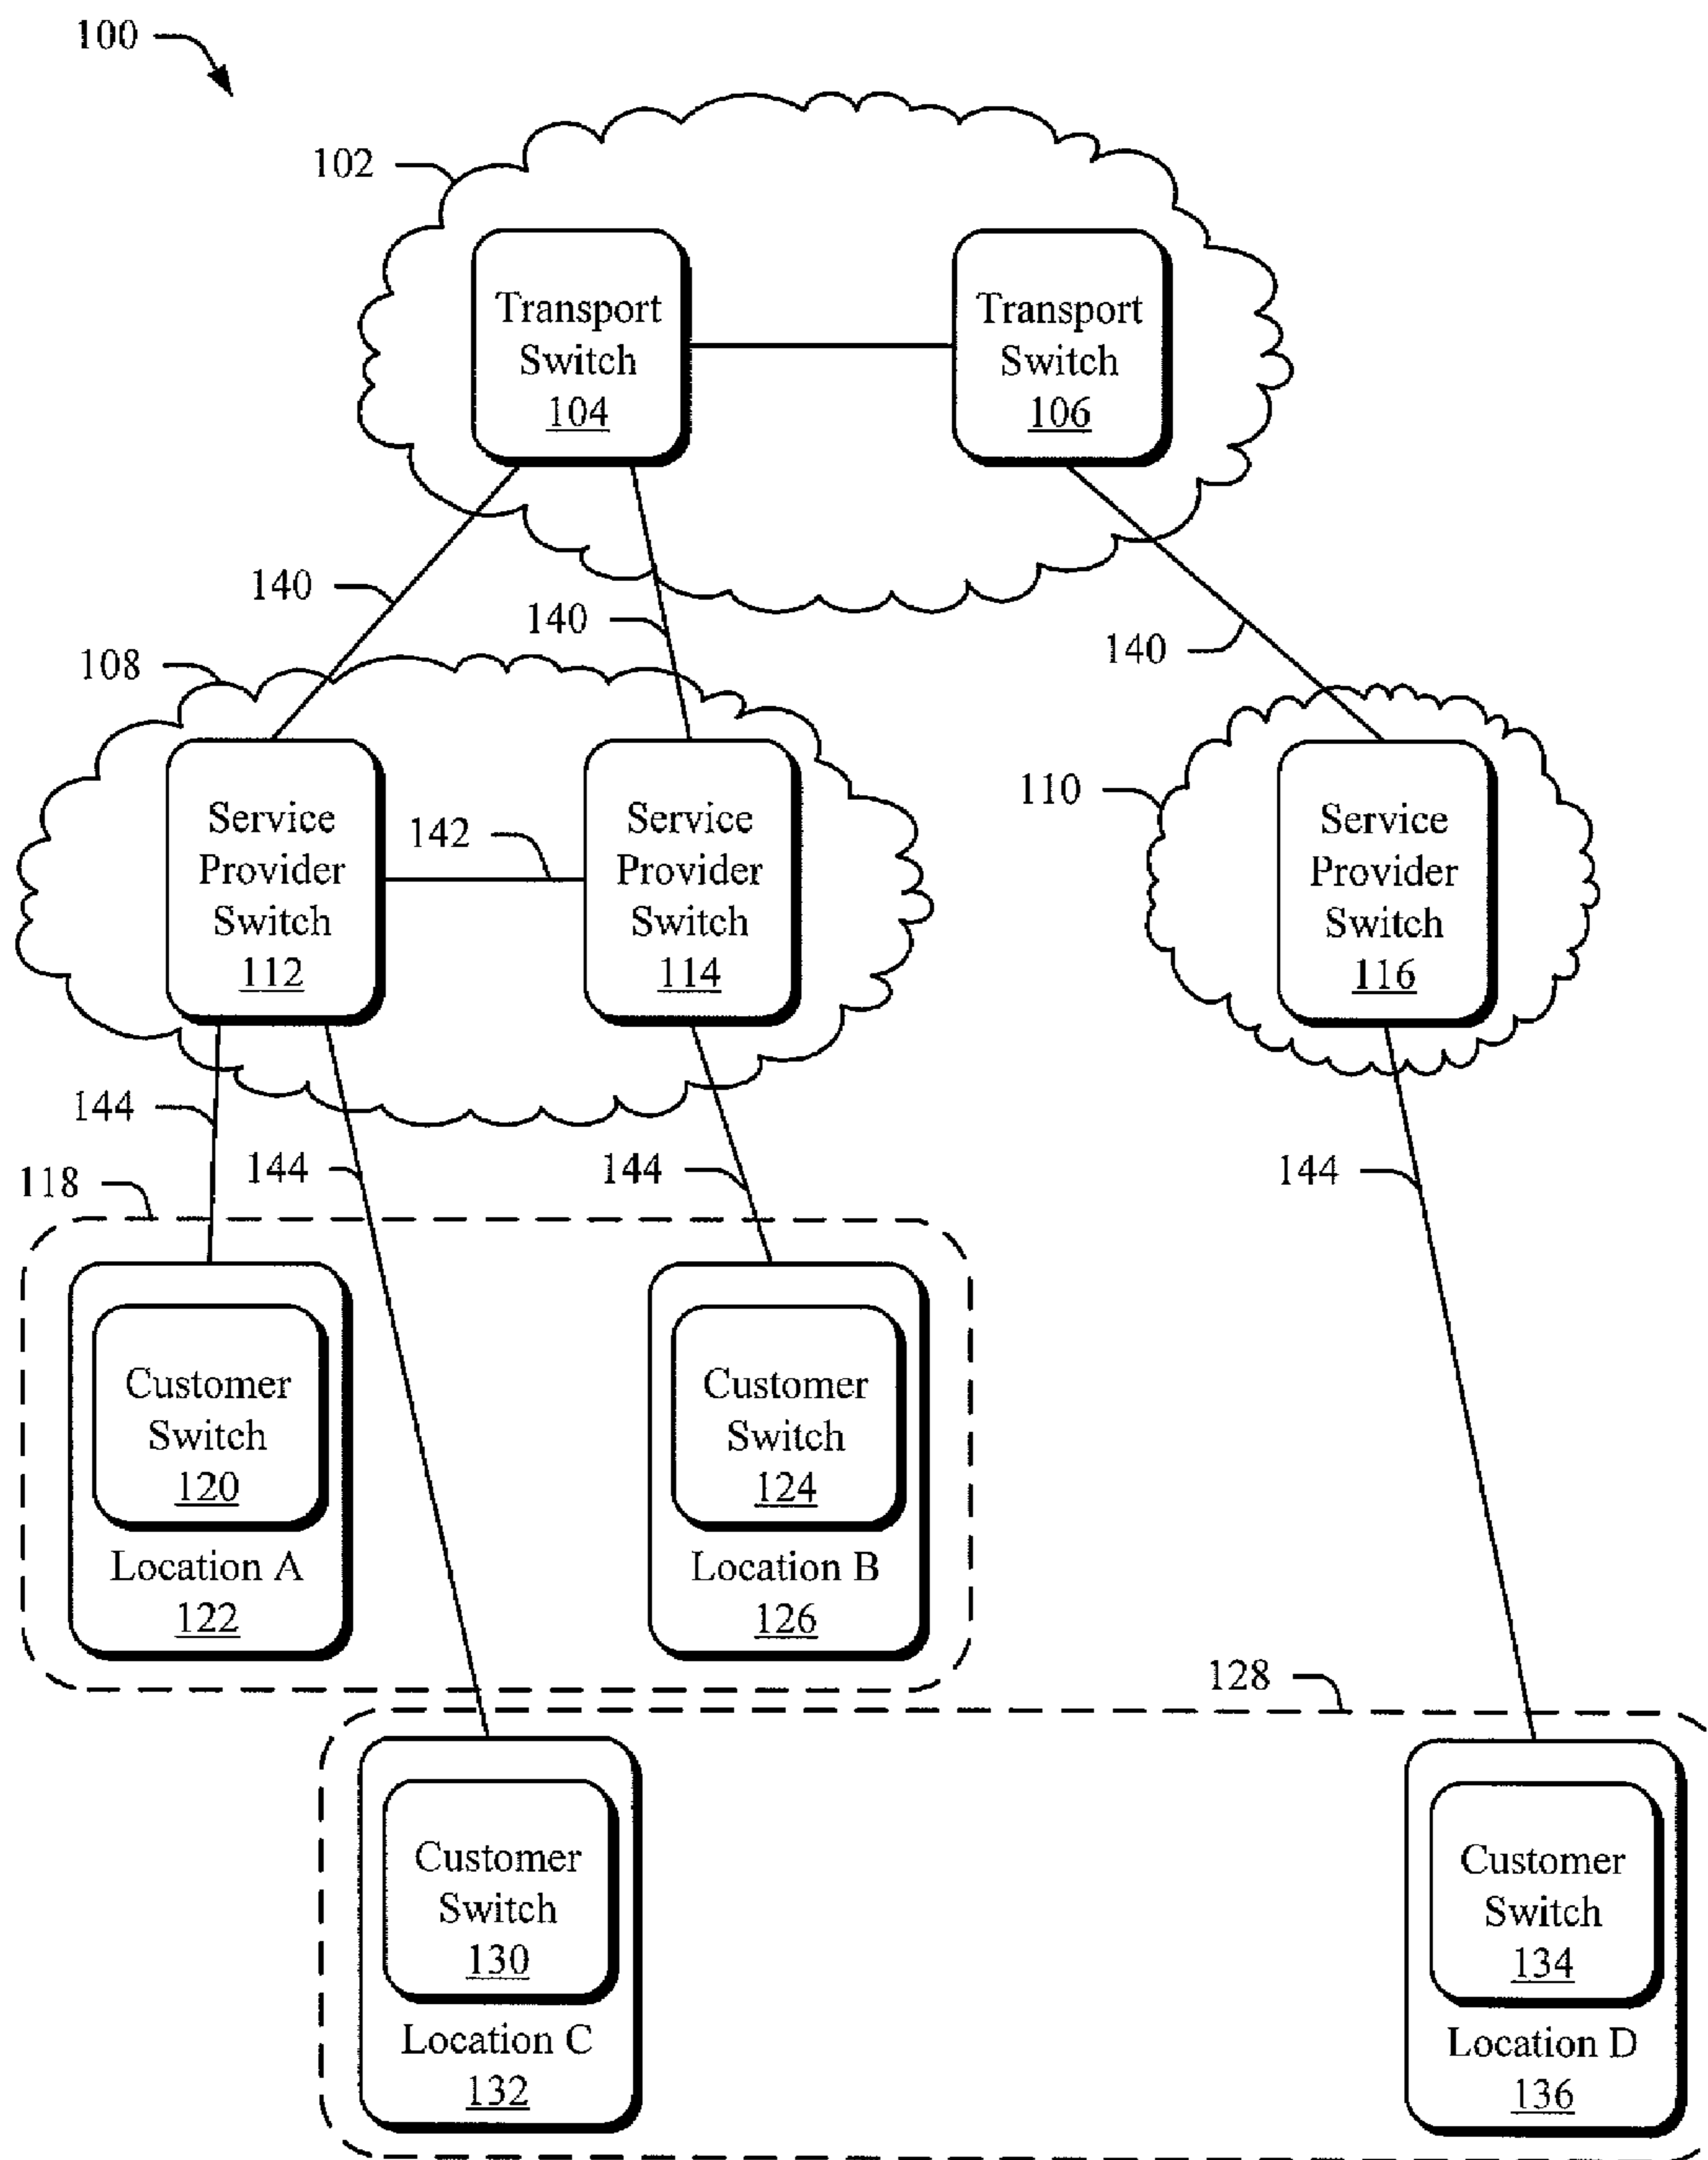 100
102
Transport
Switch
104
Transport
Switch
106
140
140
140
108
110
Service
Provider
Switch
112
142
Service
Provider
Switch
114
Service
Provider
Switch
116
144
144
144
144
118
Customer
Switch
120
Location A
122
Customer
Switch
124
Location B
126
128
Customer
Switch
130
Location C
132
Customer
Switch
134
Location D
136